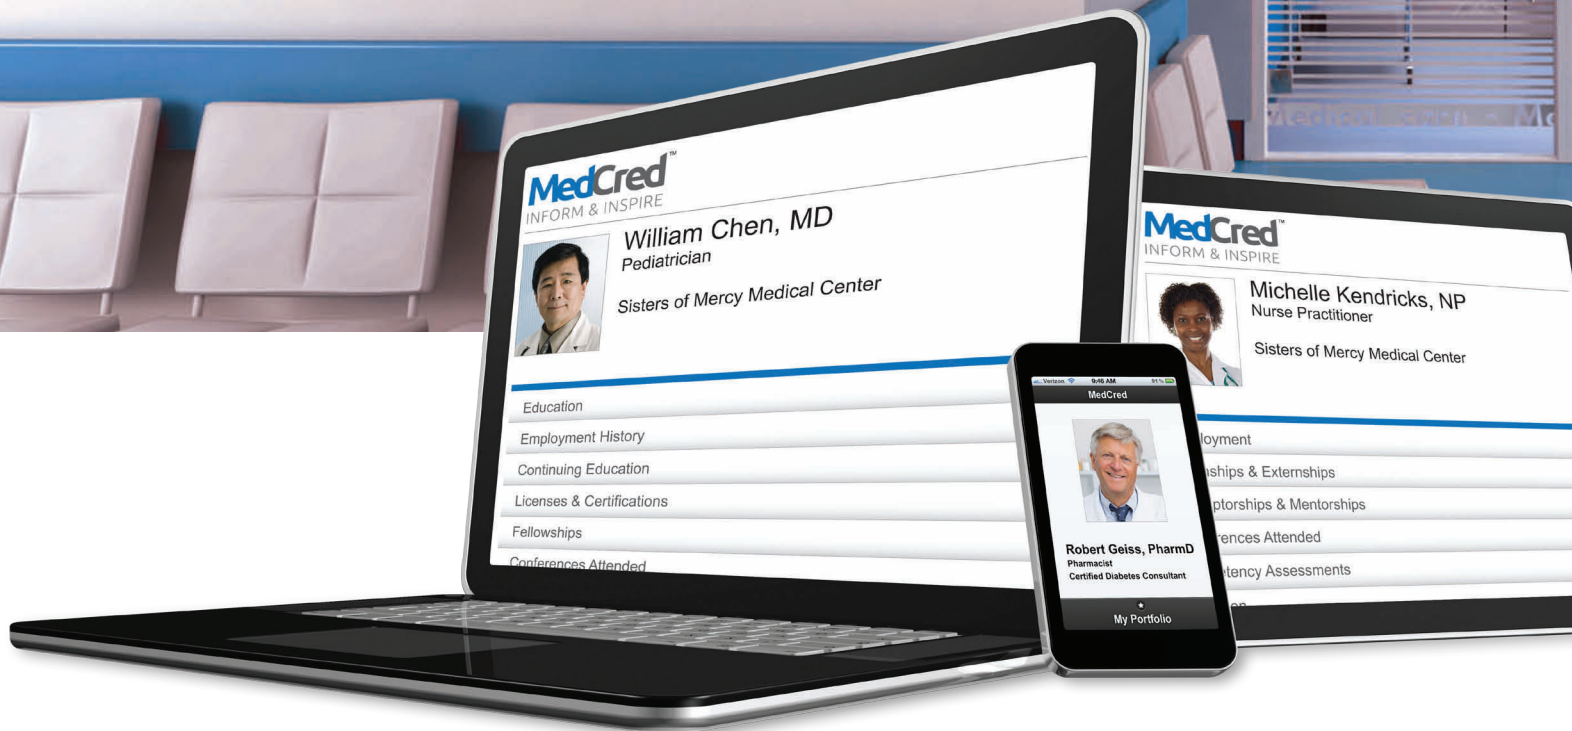 Medical Care - M
MedCred™
INFORM & INSPIRE
William Chen, MD
Pediatrician
Sisters of Mercy Medical Center
Education
Employment History
Continuing Education
Licenses & Certifications
Fellowships
Conferences Attended
Verizon 9:46 AM 91%
MedCred
Robert Geiss, PharmD
Pharmacist
Certified Diabetes Consultant
My Portfolio
MedCred™
INFORM & INSPIRE
Michelle Kendricks, NP
Nurse Practitioner
Sisters of Mercy Medical Center
loyment
ships & Externships
ptorships & Mentorships
rences Attended
tency Assessments